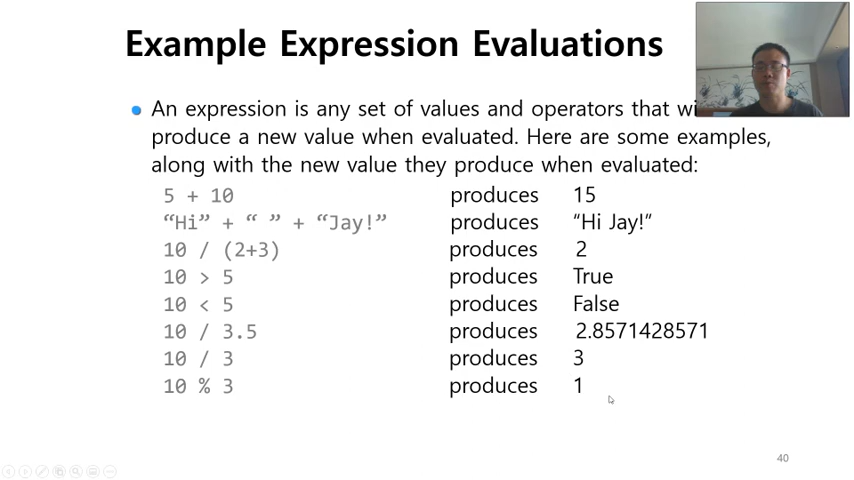 Example Expression Evaluations
An expression is any set of values and operators that
produce a new value when evaluated. Here are some examples,
along with the new value they produce when evaluated:
5 + 10 produces 15
“Hi” + “ ” + “Jay!” produces “Hi Jay!”
10 / (2+3) produces 2
10 > 5 produces True
10 < 5 produces False
10 / 3.5 produces 2.8571428571
10 / 3 produces 3
10 % 3 produces 1
40